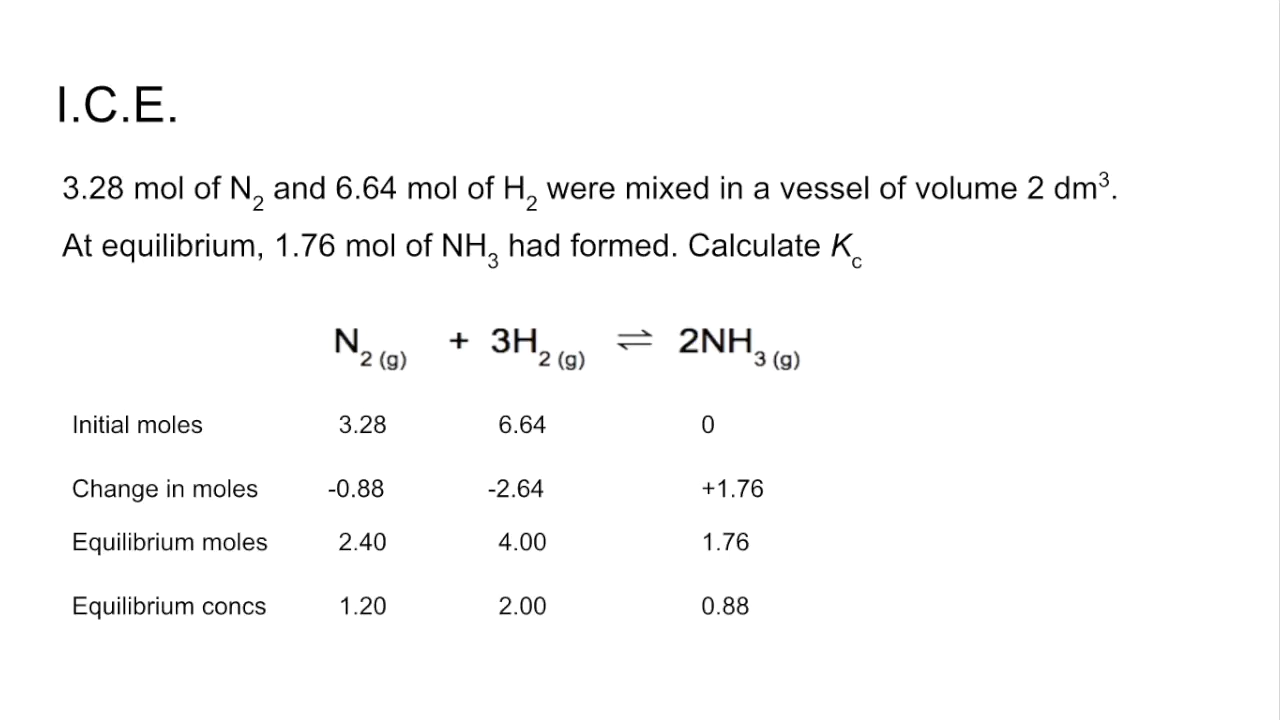 I.C.E.
3.28 mol of N₂ and 6.64 mol of H₂ were mixed in a vessel of volume 2 dm³.
At equilibrium, 1.76 mol of NH₃ had formed. Calculate K꜀
N₂ (g) + 3H₂ (g) ⇌ 2NH₃ (g)
Initial moles 3.28 6.64 0
Change in moles -0.88 -2.64 +1.76
Equilibrium moles 2.40 4.00 1.76
Equilibrium concs 1.20 2.00 0.88